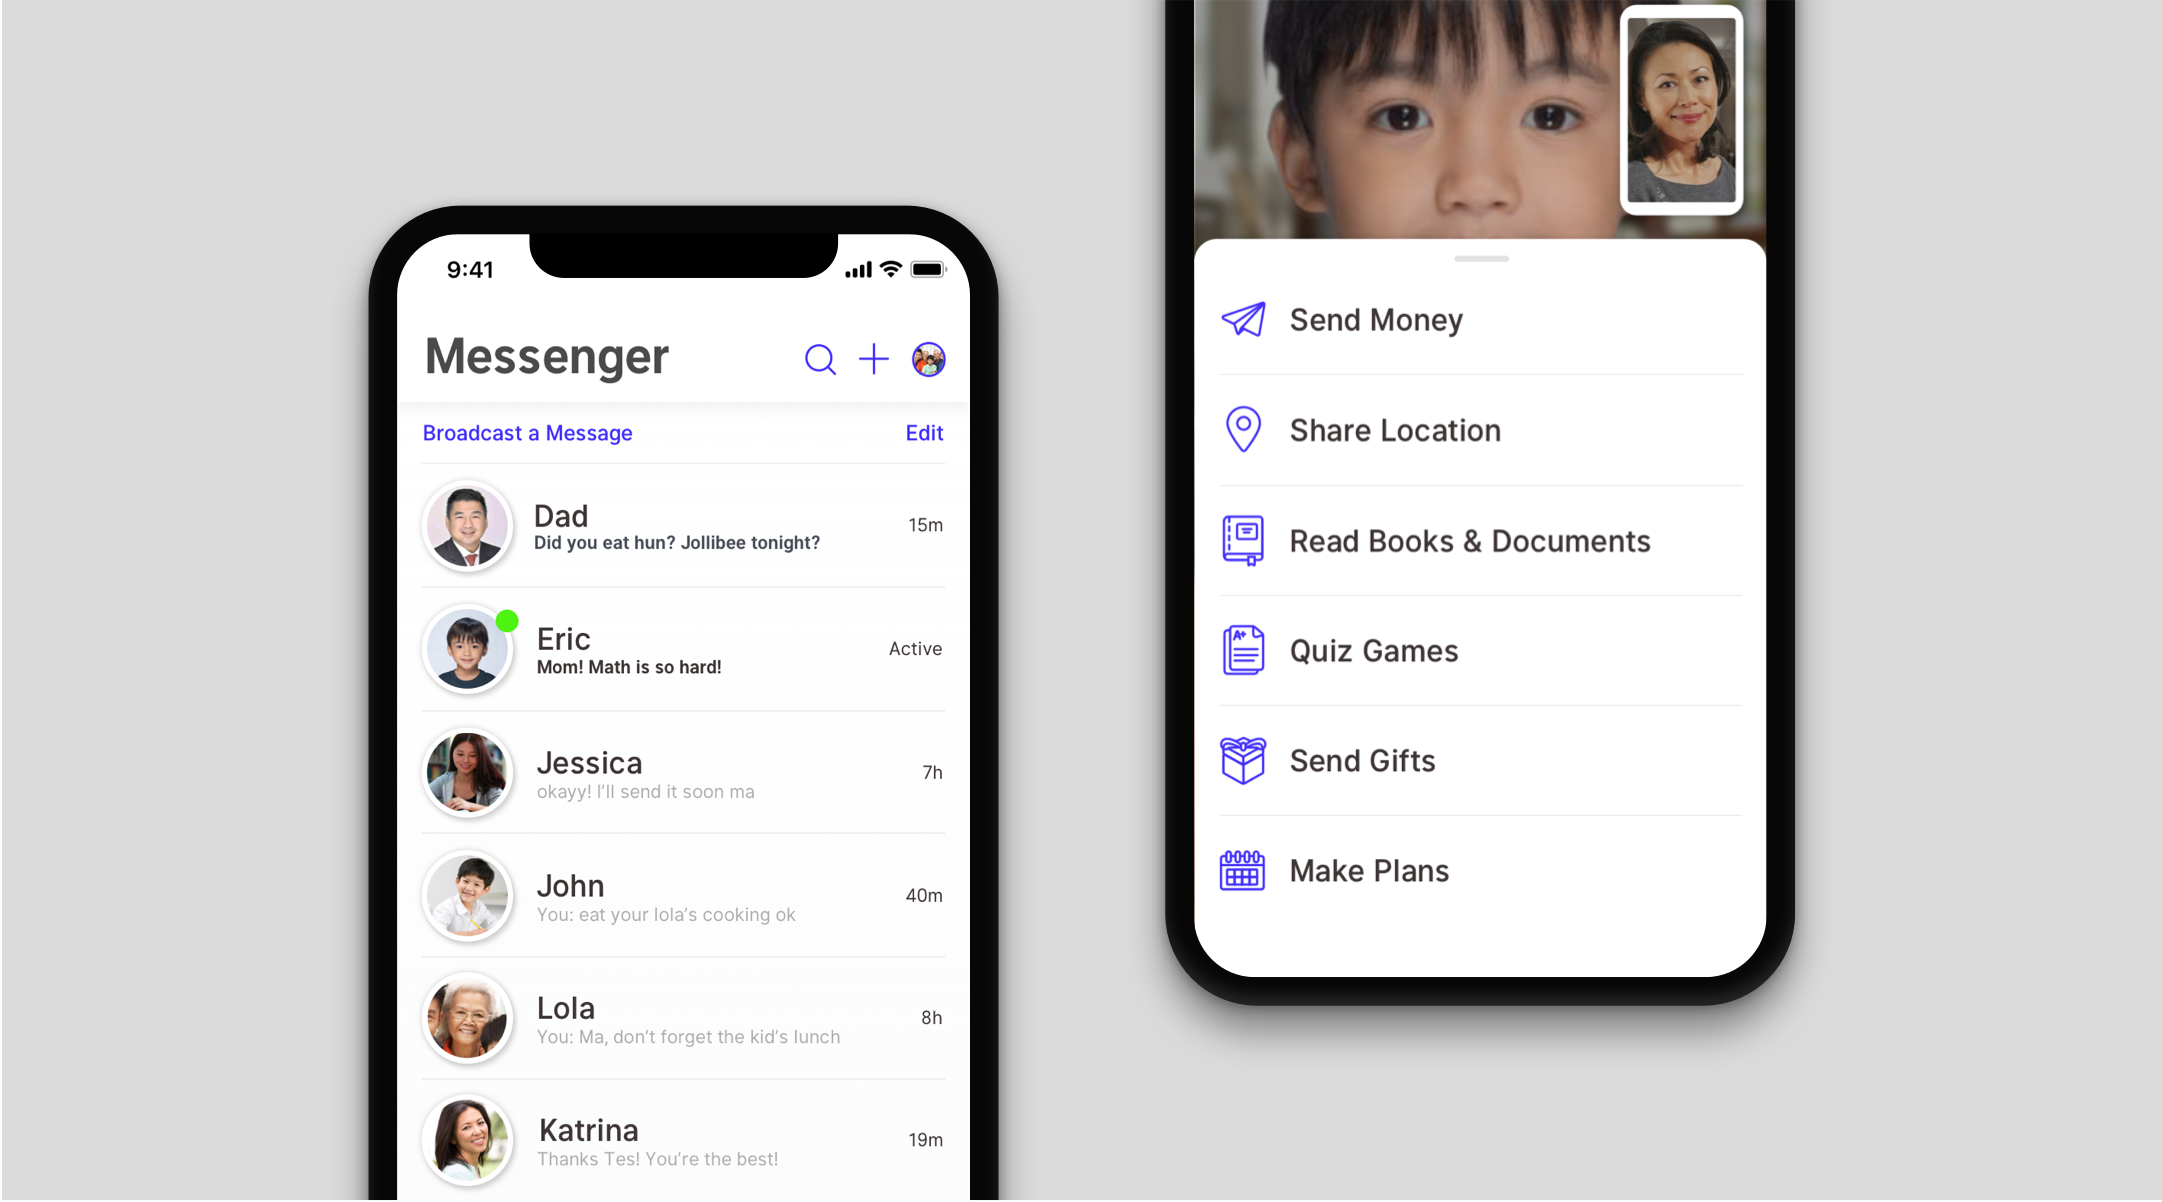 9:41
Messenger
Broadcast a Message
Edit
Dad
Did you eat hun? Jollibee tonight?
15m
Eric
Mom! Math is so hard!
Active
Jessica
okayy! I'll send it soon ma
7h
John
You: eat your lola's cooking ok
40m
Lola
You: Ma, don't forget the kid's lunch
8h
Katrina
Thanks Tes! You're the best!
19m
Send Money
Share Location
Read Books & Documents
A+
Quiz Games
Send Gifts
Make Plans